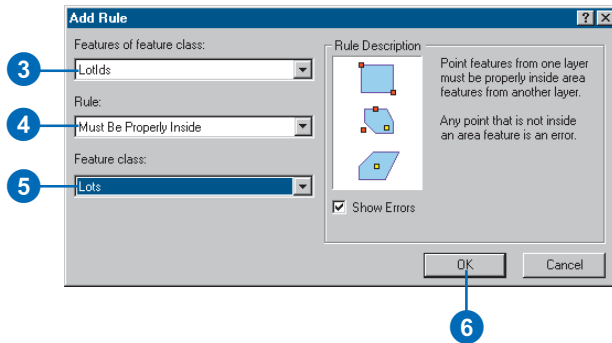 Add Rule
? ×
Features of feature class:
3
LotIds
Rule:
4
Must Be Properly Inside
Feature class:
5
Lots
Rule Description
Point features from one layer
must be properly inside area
features from another layer.
Any point that is not inside
an area feature is an error.
Show Errors
OK
Cancel
6